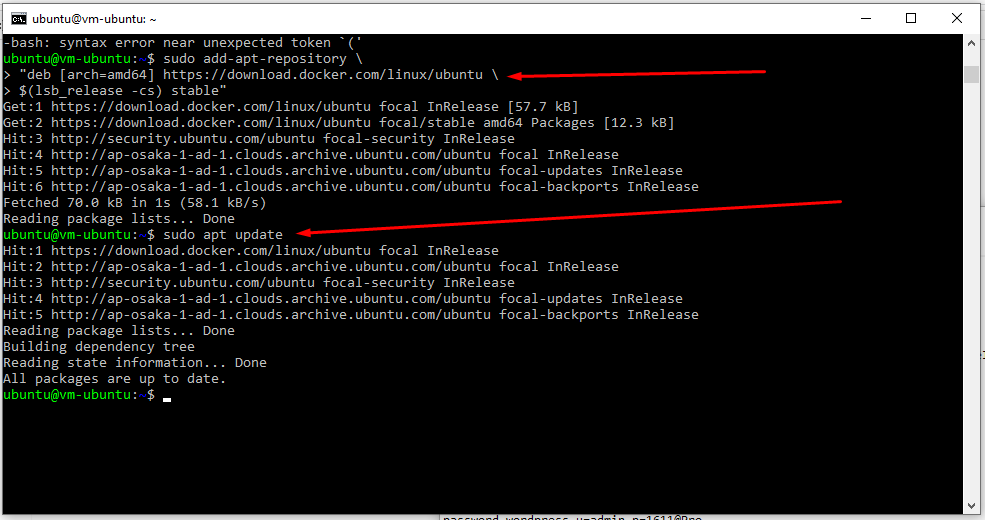 ubuntu@vm-ubuntu: ~
-bash: syntax error near unexpected token `('
ubuntu@vm-ubuntu:~$ sudo add-apt-repository \
> "deb [arch=amd64] https://download.docker.com/linux/ubuntu \
> $(lsb_release -cs) stable"
Get:1 https://download.docker.com/linux/ubuntu focal InRelease [57.7 kB]
Get:2 https://download.docker.com/linux/ubuntu focal/stable amd64 Packages [12.3 kB]
Hit:3 http://security.ubuntu.com/ubuntu focal-security InRelease
Hit:4 http://ap-osaka-1-ad-1.clouds.archive.ubuntu.com/ubuntu focal InRelease
Hit:5 http://ap-osaka-1-ad-1.clouds.archive.ubuntu.com/ubuntu focal-updates InRelease
Hit:6 http://ap-osaka-1-ad-1.clouds.archive.ubuntu.com/ubuntu focal-backports InRelease
Fetched 70.0 kB in 1s (58.1 kB/s)
Reading package lists... Done
ubuntu@vm-ubuntu:~$ sudo apt update
Hit:1 https://download.docker.com/linux/ubuntu focal InRelease
Hit:2 http://ap-osaka-1-ad-1.clouds.archive.ubuntu.com/ubuntu focal InRelease
Hit:3 http://security.ubuntu.com/ubuntu focal-security InRelease
Hit:4 http://ap-osaka-1-ad-1.clouds.archive.ubuntu.com/ubuntu focal-updates InRelease
Hit:5 http://ap-osaka-1-ad-1.clouds.archive.ubuntu.com/ubuntu focal-backports InRelease
Reading package lists... Done
Building dependency tree
Reading state information... Done
All packages are up to date.
ubuntu@vm-ubuntu:~$